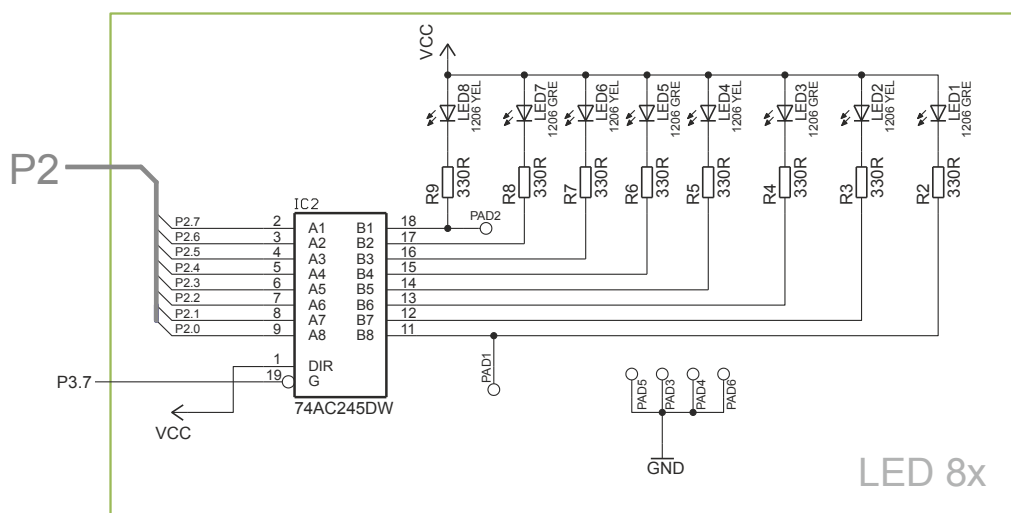 VCC
LED8
1206 YEL
LED7
1206 GRE
LED6
1206 YEL
LED5
1206 GRE
LED4
1206 YEL
LED3
1206 GRE
LED2
1206 YEL
LED1
1206 GRE
R9
330R
R8
330R
R7
330R
R6
330R
R5
330R
R4
330R
R3
330R
R2
330R
P2
IC2
P2.7 2 A1 B1 18 PAD2
P2.6 3 A2 B2 17
P2.5 4 A3 B3 16
P2.4 5 A4 B4 15
P2.3 6 A5 B5 14
P2.2 7 A6 B6 13
P2.1 8 A7 B7 12
P2.0 9 A8 B8 11
1 DIR
P3.7 19 G
74AC245DW
VCC
PAD1
PAD5
PAD3
PAD4
PAD6
GND
LED 8x